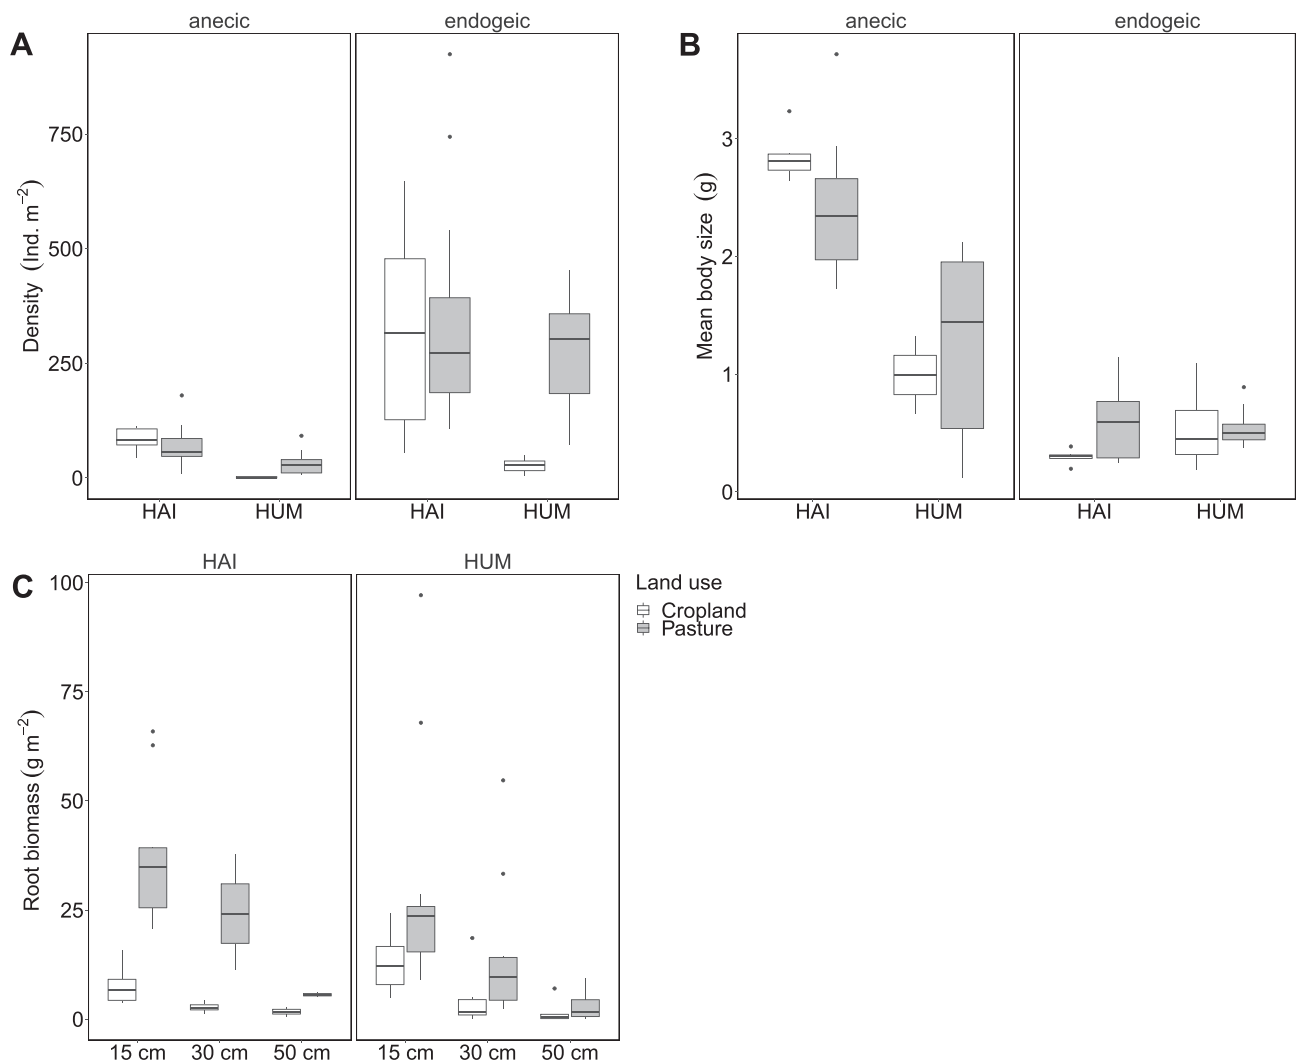 A
anecic endogeic
Density (Ind. m⁻²)
750
500
250
0
HAI HUM HAI HUM
B
anecic endogeic
Mean body size (g)
3
2
1
0
HAI HUM HAI HUM
C
HAI HUM
Root biomass (g m⁻²)
100
75
50
25
0
15 cm 30 cm 50 cm 15 cm 30 cm 50 cm
Land use
Cropland
Pasture